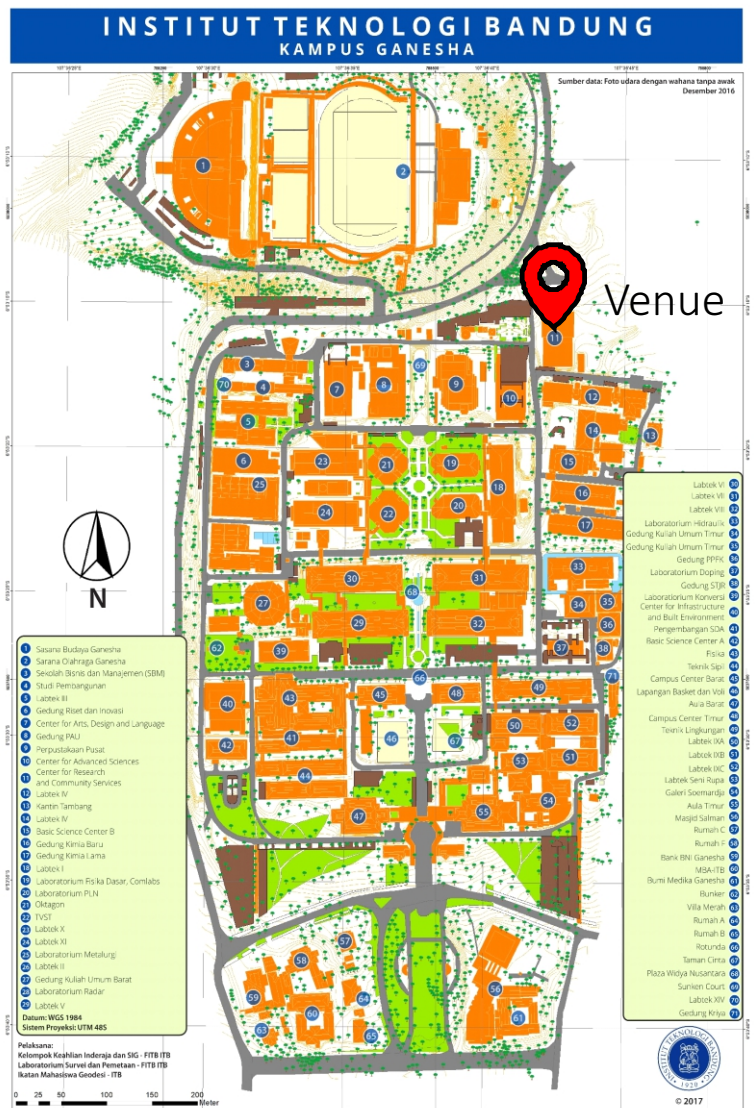 INSTITUT TEKNOLOGI BANDUNG
KAMPUS GANESHA
Sumber data: Foto udara dengan wahana tanpa awak
Desember 2016
Venue
N
1 Sasana Budaya Ganesha
2 Sarana Olahraga Ganesha
3 Sekolah Bisnis dan Manajemen (SBM)
4 Studi Pembangunan
5 Labtek III
6 Gedung Riset dan Inovasi
7 Center for Arts, Design and Language
8 Gedung PAU
9 Perpustakaan Pusat
10 Center for Advanced Sciences
11 Center for Research
and Community Services
12 Labtek IV
13 Kantin Tambang
14 Labtek IV
15 Basic Science Center B
16 Gedung Kimia Baru
17 Gedung Kimia Lama
18 Labtek I
19 Laboratorium Fisika Dasar, Comlabs
20 Laboratorium PLN
21 Oktagon
22 TVST
23 Labtek X
24 Labtek XI
25 Laboratorium Metalurgi
26 Labtek II
27 Gedung Kuliah Umum Barat
28 Laboratorium Radar
29 Labtek V
Datum: WGS 1984
Sistem Proyeksi: UTM 48S
Labtek VI 30
Labtek VII 31
Labtek VIII 32
Laboratorium Hidraulik 33
Gedung Kuliah Umum Timur 34
Gedung Kuliah Umum Timur 35
Gedung PPFK 36
Laboratorium Doping 37
Gedung STJR 38
Laboratorium Konversi 39
Center for Infrastructure
and Built Environment 40
Pengembangan SDA 41
Basic Science Center A 42
Fisika 43
Teknik Sipil 44
Campus Center Barat 45
Lapangan Basket dan Voli 46
Aula Barat 47
Campus Center Timur 48
Teknik Lingkungan 49
Labtek IXA 50
Labtek IXB 51
Labtek IXC 52
Labtek Seni Rupa 53
Galeri Soemardja 54
Aula Timur 55
Masjid Salman 56
Rumah C 57
Rumah F 58
Bank BNI Ganesha 59
MBA-ITB 60
Bumi Medika Ganesha 61
Bunker 62
Villa Merah 63
Rumah A 64
Rumah B 65
Rotunda 66
Taman Cinta 67
Plaza Widya Nusantara 68
Sunken Court 69
Labtek XIV 70
Gedung Kriya 71
Pelaksana:
Kelompok Keahlian Inderaja dan SIG - FITB ITB
Laboratorium Survei dan Pemetaan - FITB ITB
Ikatan Mahasiswa Geodesi - ITB
0 25 50 100 150 200 Meter
INSTITUT TEKNOLOGI BANDUNG
1920
© 2017